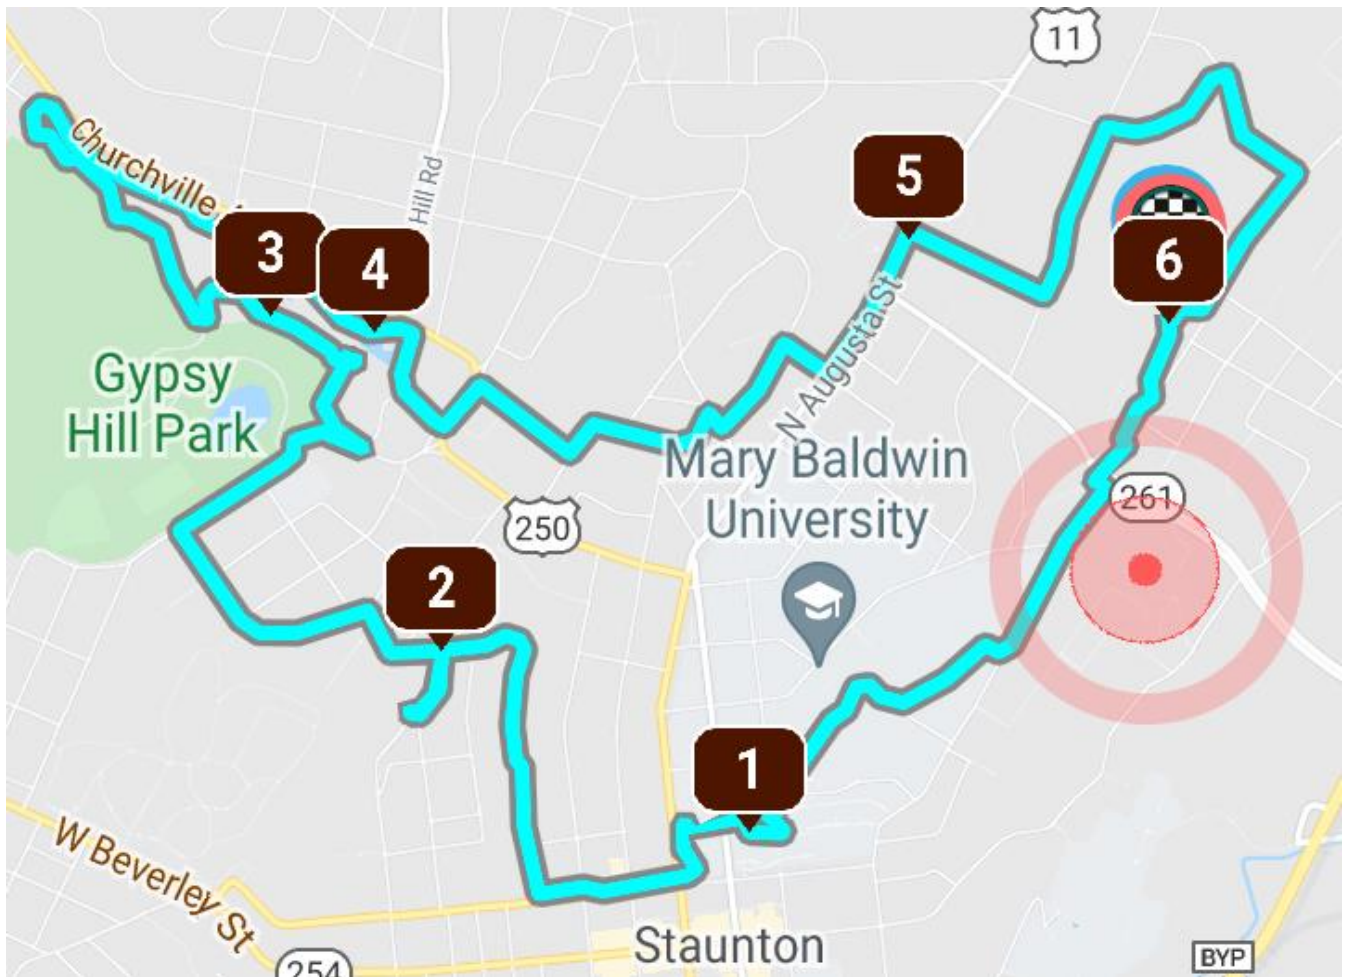 11
Churchville
Hill Rd
5
3
4
6
Gypsy
Hill Park
N Augusta St
Mary Baldwin
University
261
250
2
1
W Beverley St
Staunton
254
BYP